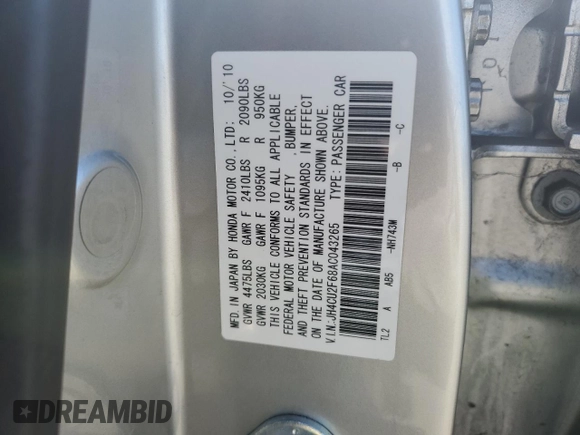 MFD. IN JAPAN BY HONDA MOTOR CO., LTD: 10/'10
GVWR 4475LBS GAWR F 2410LBS R 2090LBS
GVWR 2030KG GAWR F 1095KG R 950KG
THIS VEHICLE CONFORMS TO ALL APPLICABLE
FEDERAL MOTOR VEHICLE SAFETY , BUMPER,
AND THEFT PREVENTION STANDARDS IN EFFECT
ON THE DATE OF MANUFACTURE SHOWN ABOVE.
V.I.N.:JH4CU2F68AC043265 TYPE: PASSENGER CAR
TL2 A AB5 -NH743M -B -C
DREAMBID